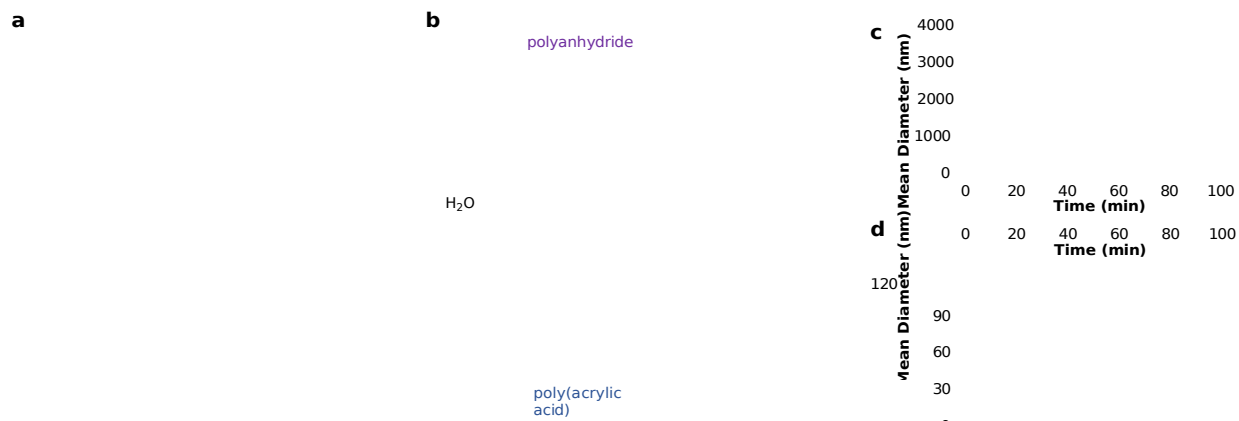 a
b
polyanhydride
H₂O
poly(acrylic
acid)
c
Mean Diameter (nm)
4000
3000
2000
1000
0
0 20 40 60 80 100
Time (min)
d
Mean Diameter (nm)
0 20 40 60 80 100
Time (min)
120
90
60
30